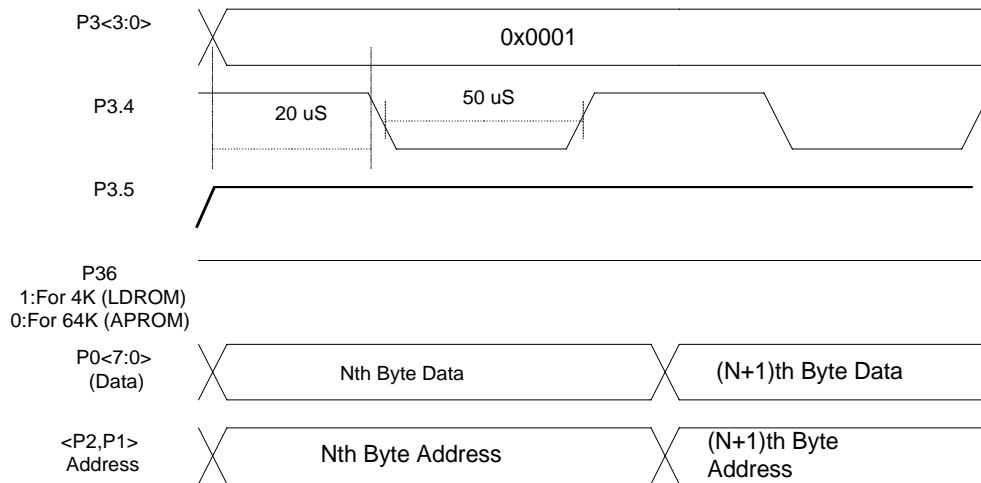 P3<3:0>
0x0001
P3.4
20 uS
50 uS
P3.5
P36
1:For 4K (LDROM)
0:For 64K (APROM)
P0<7:0>
(Data)
Nth Byte Data
(N+1)th Byte Data
<P2,P1>
Address
Nth Byte Address
(N+1)th Byte
Address